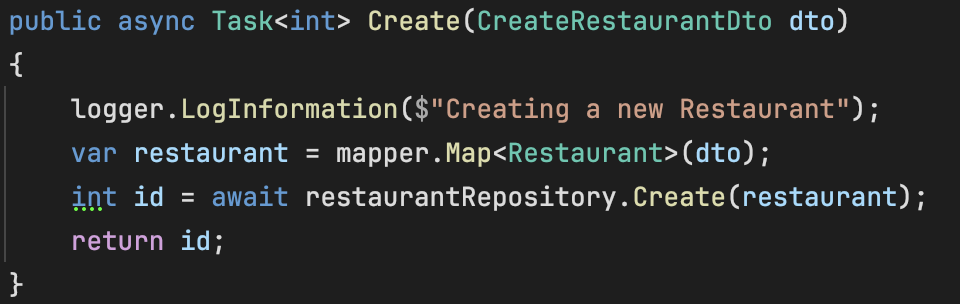 public async Task<int> Create(CreateRestaurantDto dto)
{
    logger.LogInformation($"Creating a new Restaurant");
    var restaurant = mapper.Map<Restaurant>(dto);
    int id = await restaurantRepository.Create(restaurant);
    return id;
}